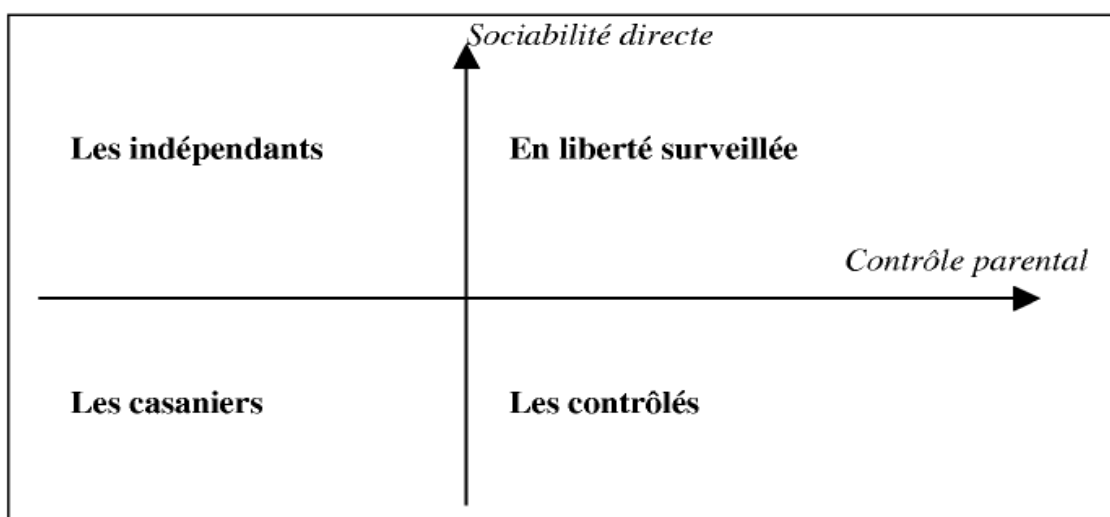 Sociabilité directe
Les indépendants
En liberté surveillée
Contrôle parental
Les casaniers
Les contrôlés